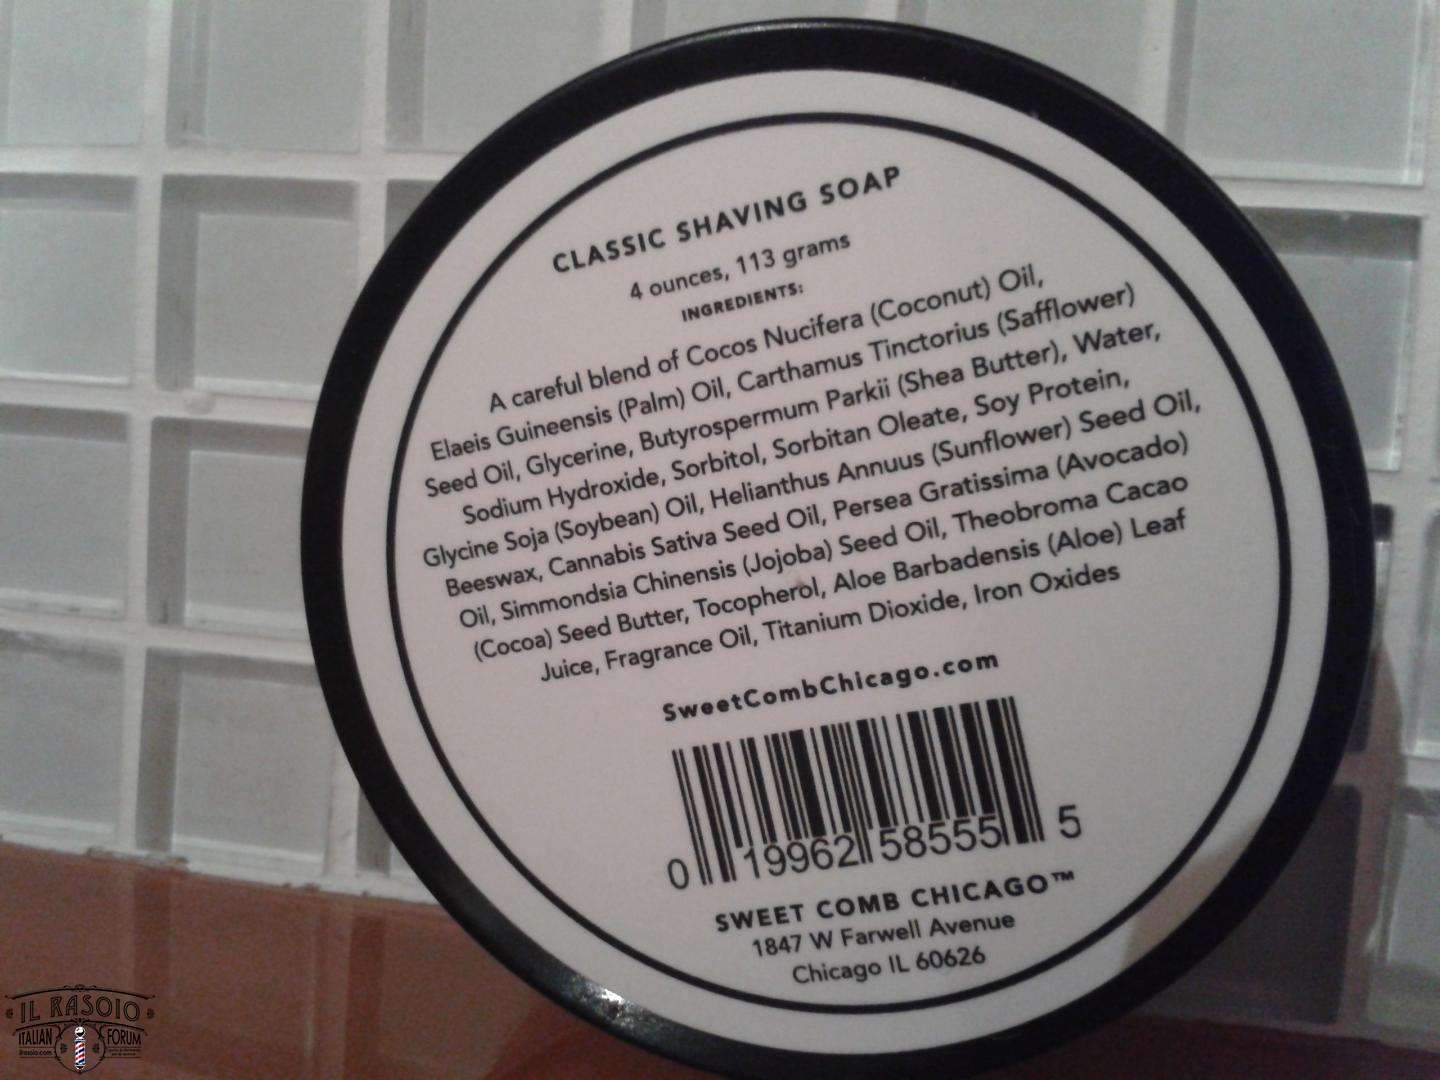 CLASSIC SHAVING SOAP
4 ounces, 113 grams
INGREDIENTS:
A careful blend of Cocos Nucifera (Coconut) Oil,
Elaeis Guineensis (Palm) Oil, Carthamus Tinctorius (Safflower)
Seed Oil, Glycerine, Butyrospermum Parkii (Shea Butter), Water,
Sodium Hydroxide, Sorbitol, Sorbitan Oleate, Soy Protein,
Glycine Soja (Soybean) Oil, Helianthus Annuus (Sunflower) Seed Oil,
Beeswax, Cannabis Sativa Seed Oil, Persea Gratissima (Avocado)
Oil, Simmondsia Chinensis (Jojoba) Seed Oil, Theobroma Cacao
(Cocoa) Seed Butter, Tocopherol, Aloe Barbadensis (Aloe) Leaf
Juice, Fragrance Oil, Titanium Dioxide, Iron Oxides
SweetCombChicago.com
0 19962 58555 5
SWEET COMB CHICAGO™
1847 W Farwell Avenue
Chicago IL 60626
IL RASOIO
ITALIAN FORUM
ilrasoio.com